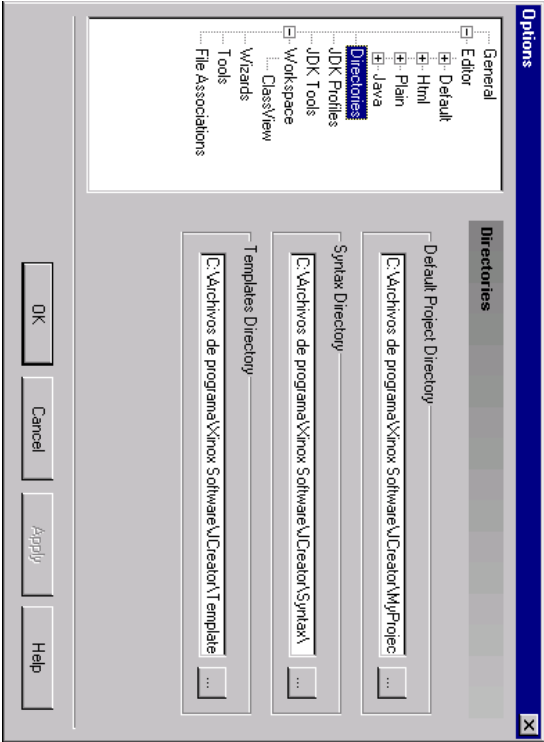 Options
General
Editor
Default
Html
Plain
Java
Directories
JDK Profiles
JDK Tools
Workspace
ClassView
Wizards
Tools
File Associations
Directories
Default Project Directory
C:\Archivos de programa\Xinox Software\JCreator\MyProjec
...
Syntax Directory
C:\Archivos de programa\Xinox Software\JCreator\Syntax\
...
Templates Directory
C:\Archivos de programa\Xinox Software\JCreator\Template
...
OK
Cancel
Apply
Help